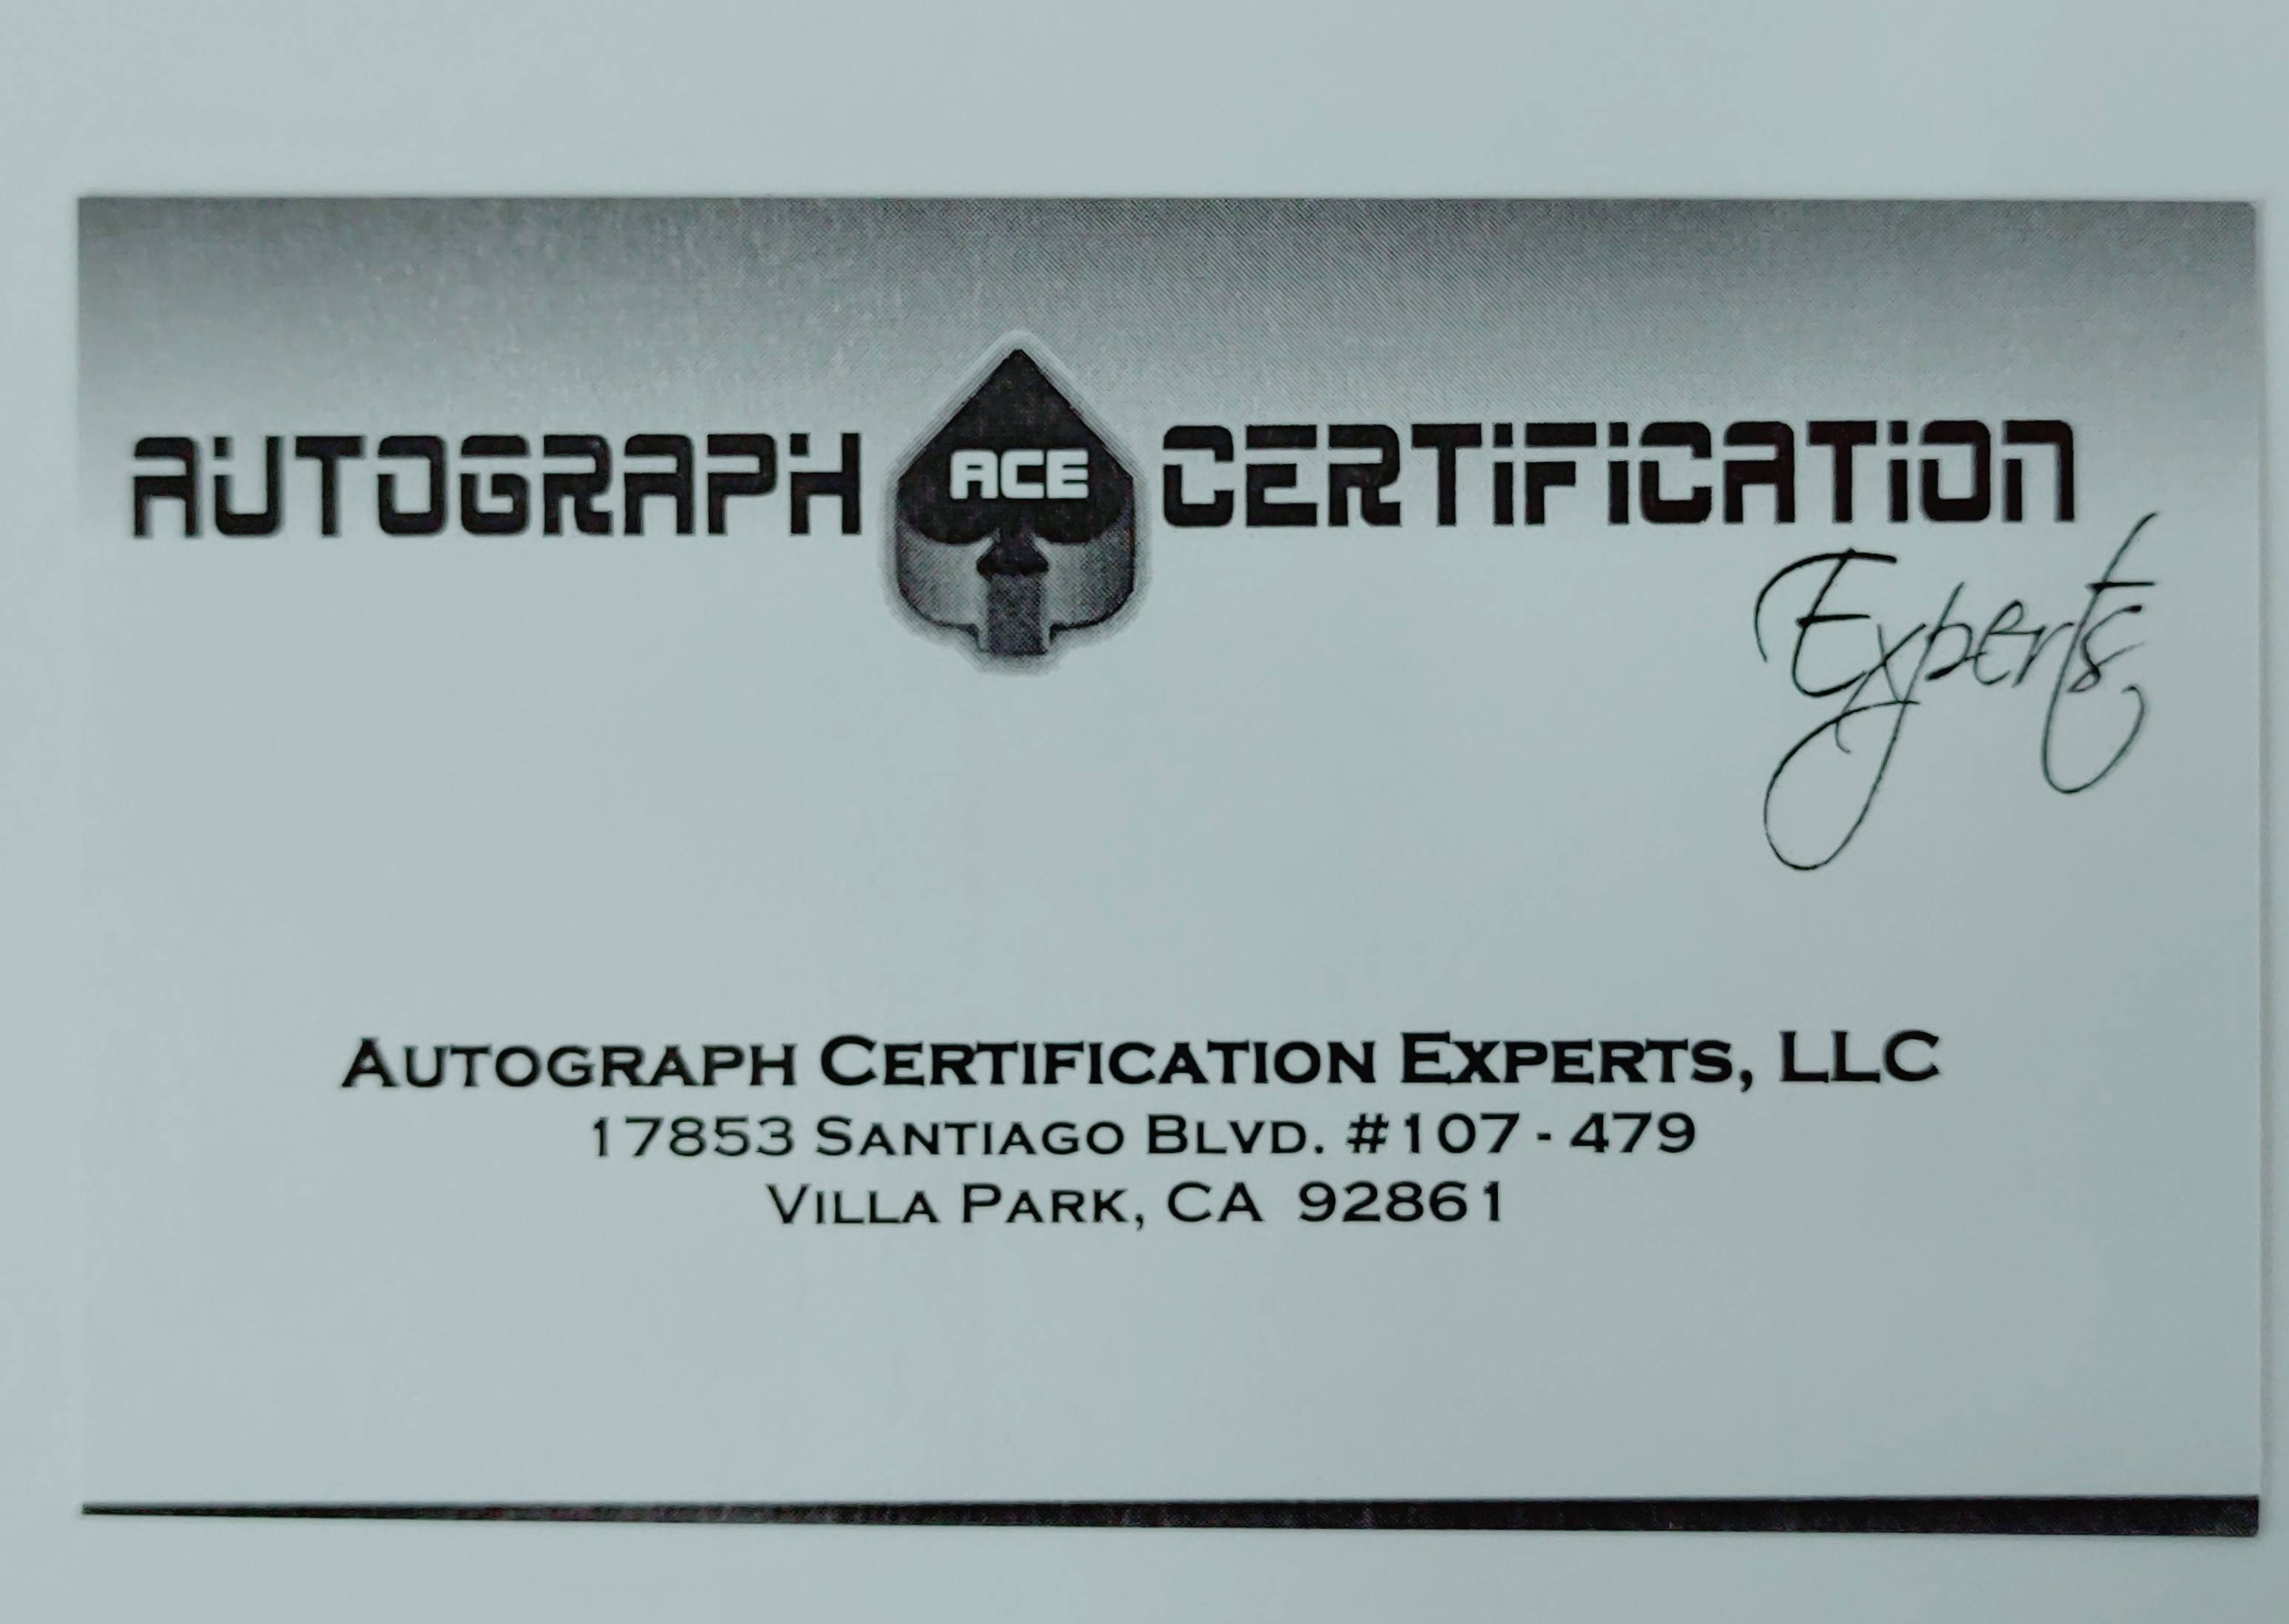 AUTOGRAPH ACE CERTiFiCATiON
Experts
AUTOGRAPH CERTIFICATION EXPERTS, LLC
17853 SANTIAGO BLVD. #107 - 479
VILLA PARK, CA 92861